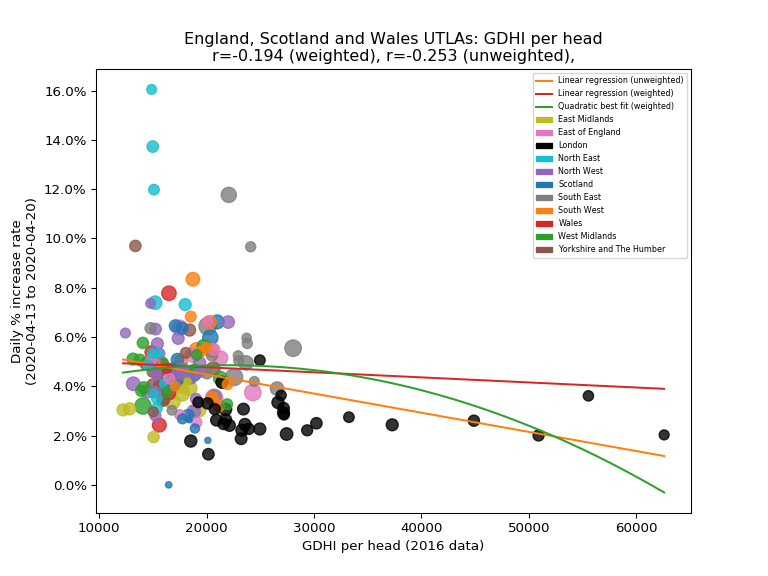 England, Scotland and Wales UTLAs: GDHI per head
r=-0.194 (weighted), r=-0.253 (unweighted),
Daily % increase rate
(2020-04-13 to 2020-04-20)
16.0%
14.0%
12.0%
10.0%
8.0%
6.0%
4.0%
2.0%
0.0%
Linear regression (unweighted)
Linear regression (weighted)
Quadratic best fit (weighted)
East Midlands
East of England
London
North East
North West
Scotland
South East
South West
Wales
West Midlands
Yorkshire and The Humber
10000 20000 30000 40000 50000 60000
GDHI per head (2016 data)